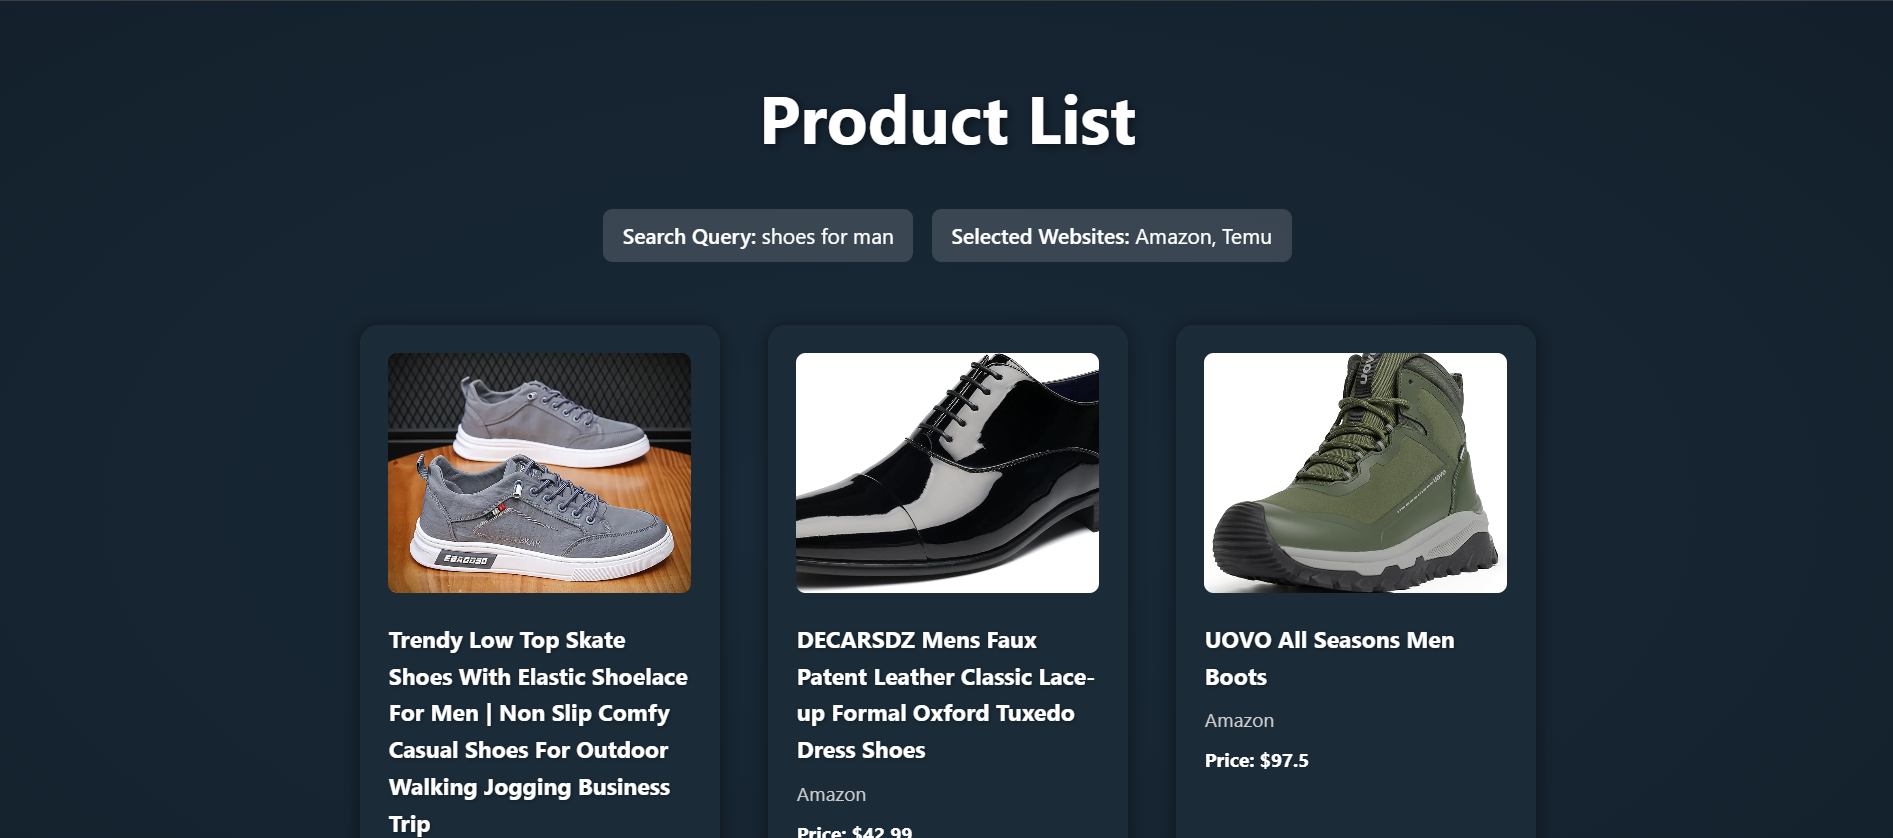 Product List
Search Query: shoes for man
Selected Websites: Amazon, Temu
UOVO
UOVO
Trendy Low Top Skate
Shoes With Elastic Shoelace
For Men | Non Slip Comfy
Casual Shoes For Outdoor
Walking Jogging Business
Trip
DECARSDZ Mens Faux
Patent Leather Classic Lace-
up Formal Oxford Tuxedo
Dress Shoes
Amazon
Price: $42.99
UOVO All Seasons Men
Boots
Amazon
Price: $97.5